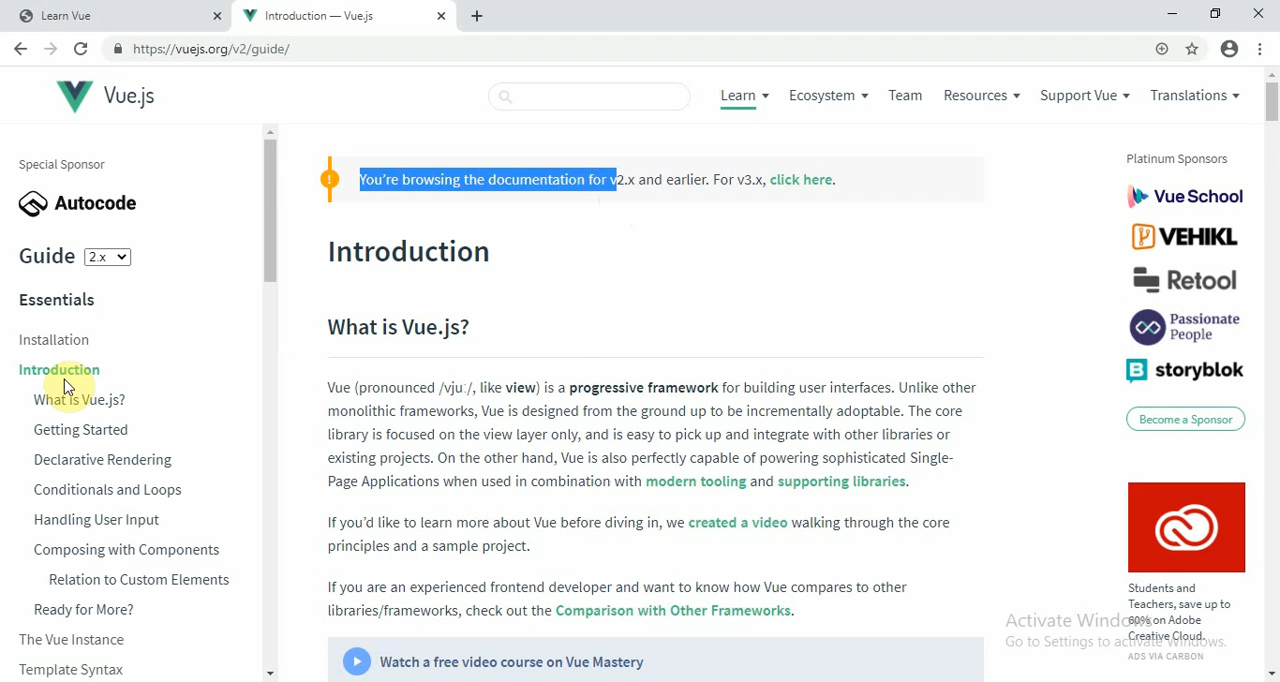 Learn Vue
Introduction — Vue.js
https://vuejs.org/v2/guide/
Vue.js
Learn
Ecosystem
Team
Resources
Support Vue
Translations
Special Sponsor
Autocode
Guide 2.x
Essentials
Installation
Introduction
What is Vue.js?
Getting Started
Declarative Rendering
Conditionals and Loops
Handling User Input
Composing with Components
Relation to Custom Elements
Ready for More?
The Vue Instance
Template Syntax
You're browsing the documentation for v2.x and earlier. For v3.x, click here.
Introduction
What is Vue.js?
Vue (pronounced /vjuː/, like view) is a progressive framework for building user interfaces. Unlike other
monolithic frameworks, Vue is designed from the ground up to be incrementally adoptable. The core
library is focused on the view layer only, and is easy to pick up and integrate with other libraries or
existing projects. On the other hand, Vue is also perfectly capable of powering sophisticated Single-
Page Applications when used in combination with modern tooling and supporting libraries.
If you'd like to learn more about Vue before diving in, we created a video walking through the core
principles and a sample project.
If you are an experienced frontend developer and want to know how Vue compares to other
libraries/frameworks, check out the Comparison with Other Frameworks.
Watch a free video course on Vue Mastery
Platinum Sponsors
Vue School
VEHIKL
Retool
Passionate
People
storyblok
Become a Sponsor
Students and
Teachers, save up to
60% on Adobe
Creative Cloud.
ADS VIA CARBON
Activate Windows
Go to Settings to activate Windows.